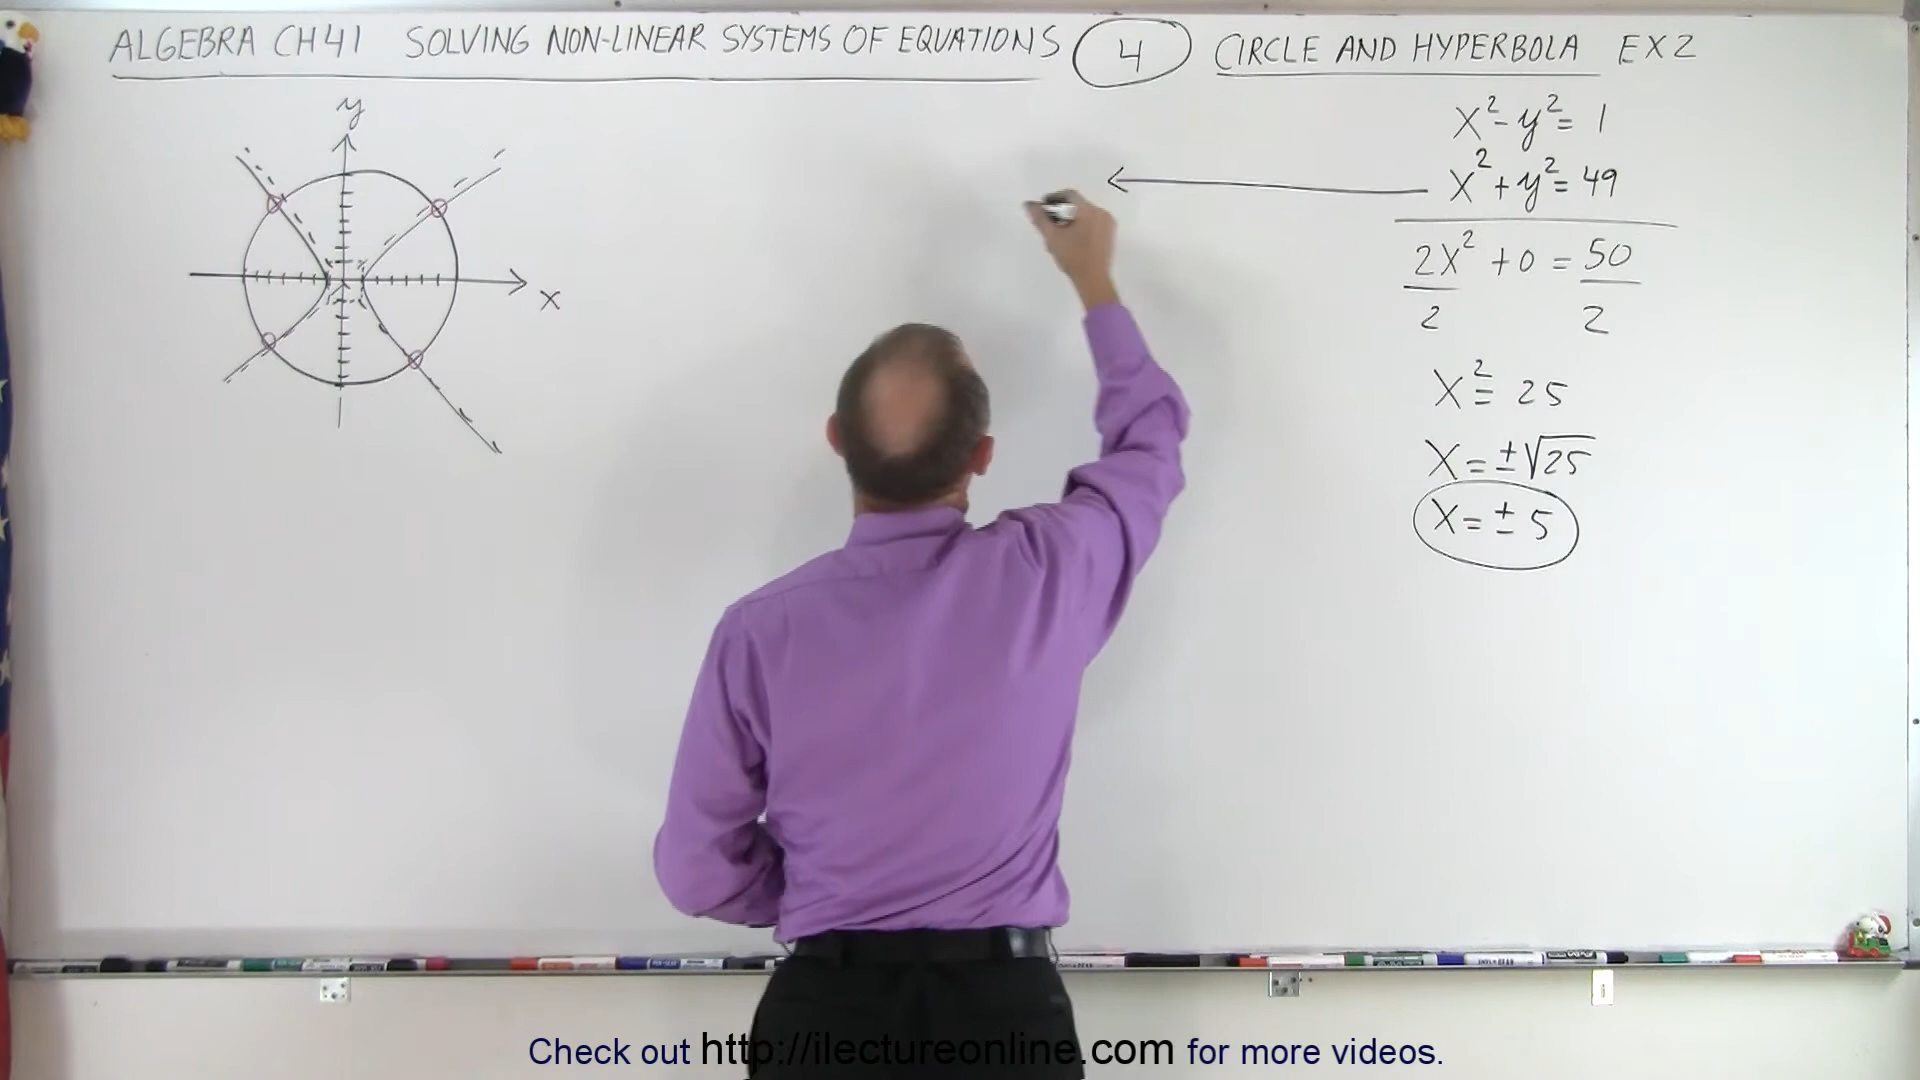 ALGEBRA CH 41 SOLVING NON-LINEAR SYSTEMS OF EQUATIONS 4 CIRCLE AND HYPERBOLA EX 2
y
x
x² - y² = 1
x² + y² = 49
2x² + 0 = 50
2 2
x² = 25
x = ±√25
x = ± 5
Check out http://ilectureonline.com for more videos.